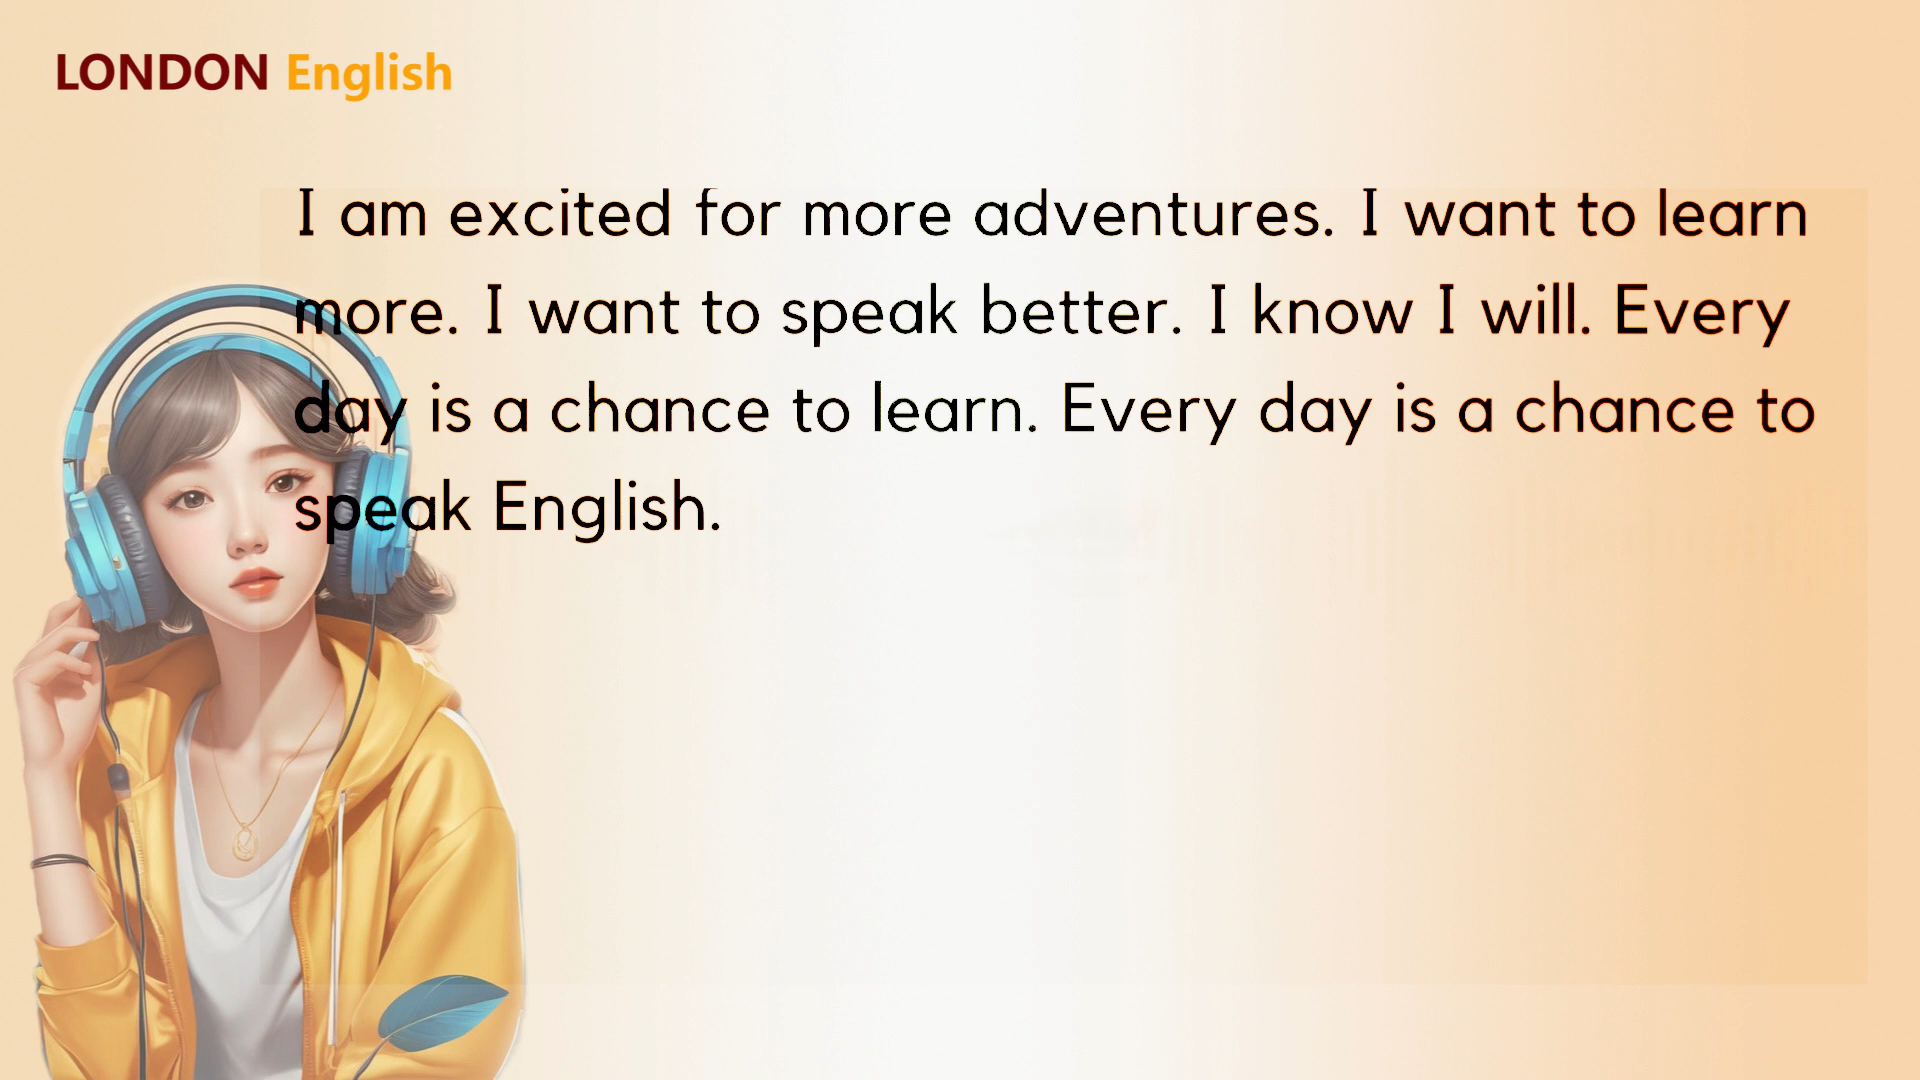 LONDON English
I am excited for more adventures. I want to learn
more. I want to speak better. I know I will. Every
day is a chance to learn. Every day is a chance to
speak English.